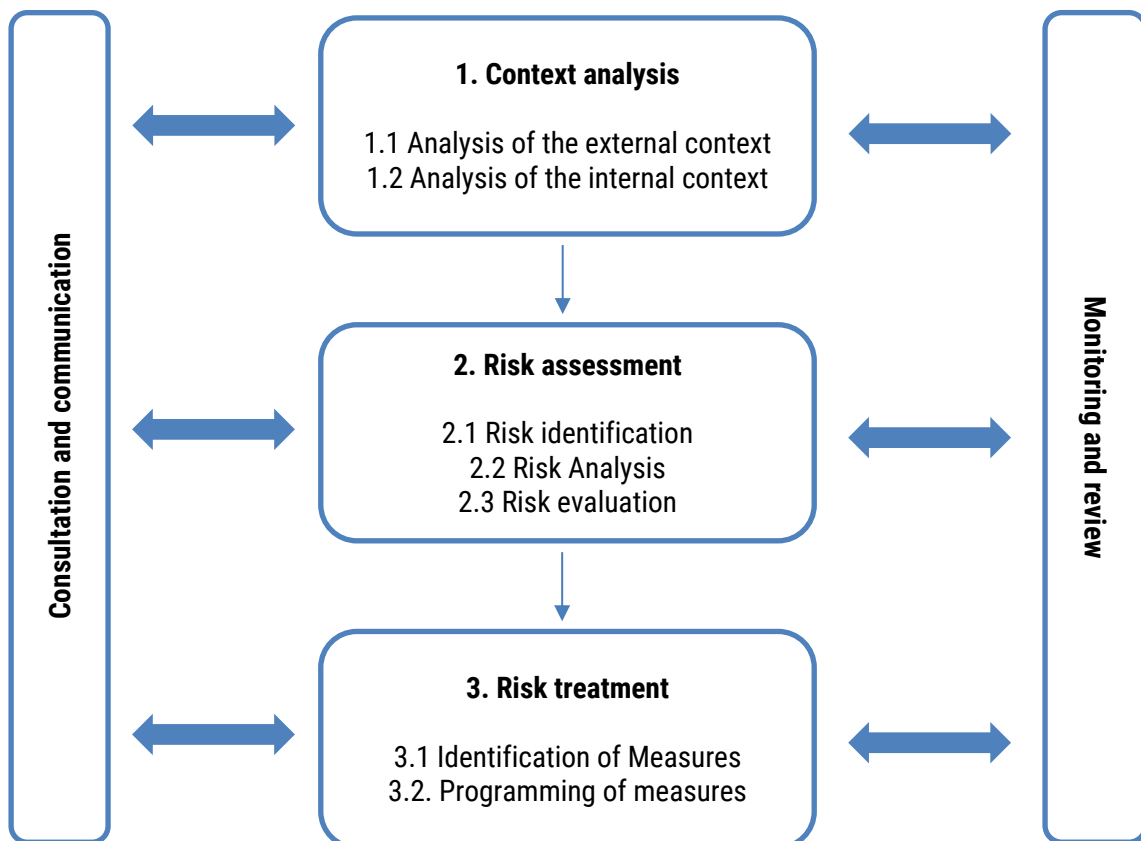 Consultation and communication
1. Context analysis
1.1 Analysis of the external context
1.2 Analysis of the internal context
2. Risk assessment
2.1 Risk identification
2.2 Risk Analysis
2.3 Risk evaluation
3. Risk treatment
3.1 Identification of Measures
3.2. Programming of measures
Monitoring and review